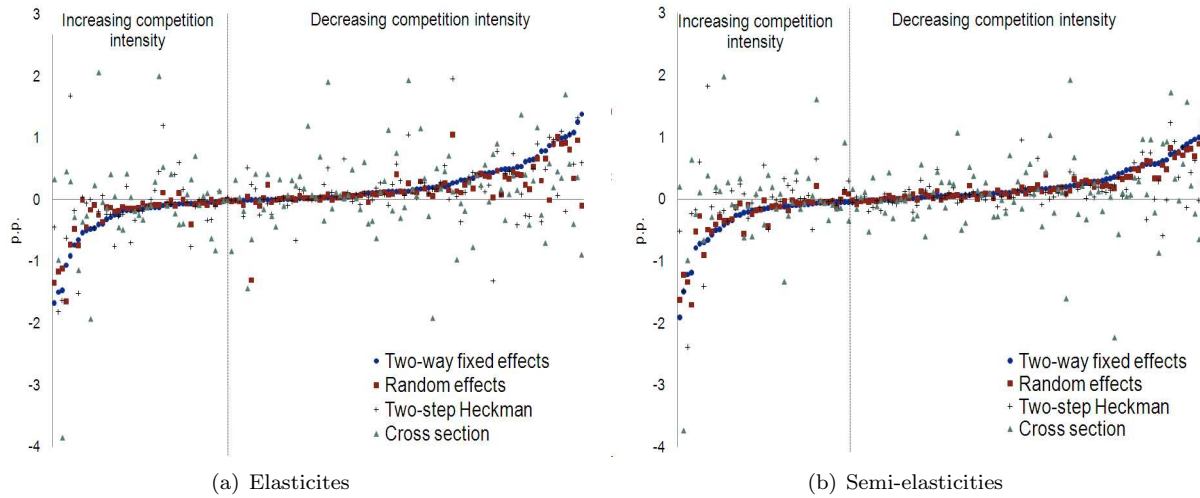 3
Increasing competition
intensity
Decreasing competition intensity
2
1
0
p.p.
-1
-2
-3
-4
Two-way fixed effects
Random effects
Two-step Heckman
Cross section
(a) Elasticites
3
Increasing competition
intensity
Decreasing competition intensity
2
1
0
p.p.
-1
-2
-3
-4
Two-way fixed effects
Random effects
Two-step Heckman
Cross section
(b) Semi-elasticities